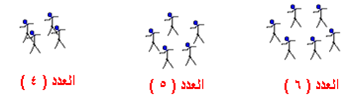 العدد ( ٦ )
العدد ( ٥ )
العدد ( ٤ )